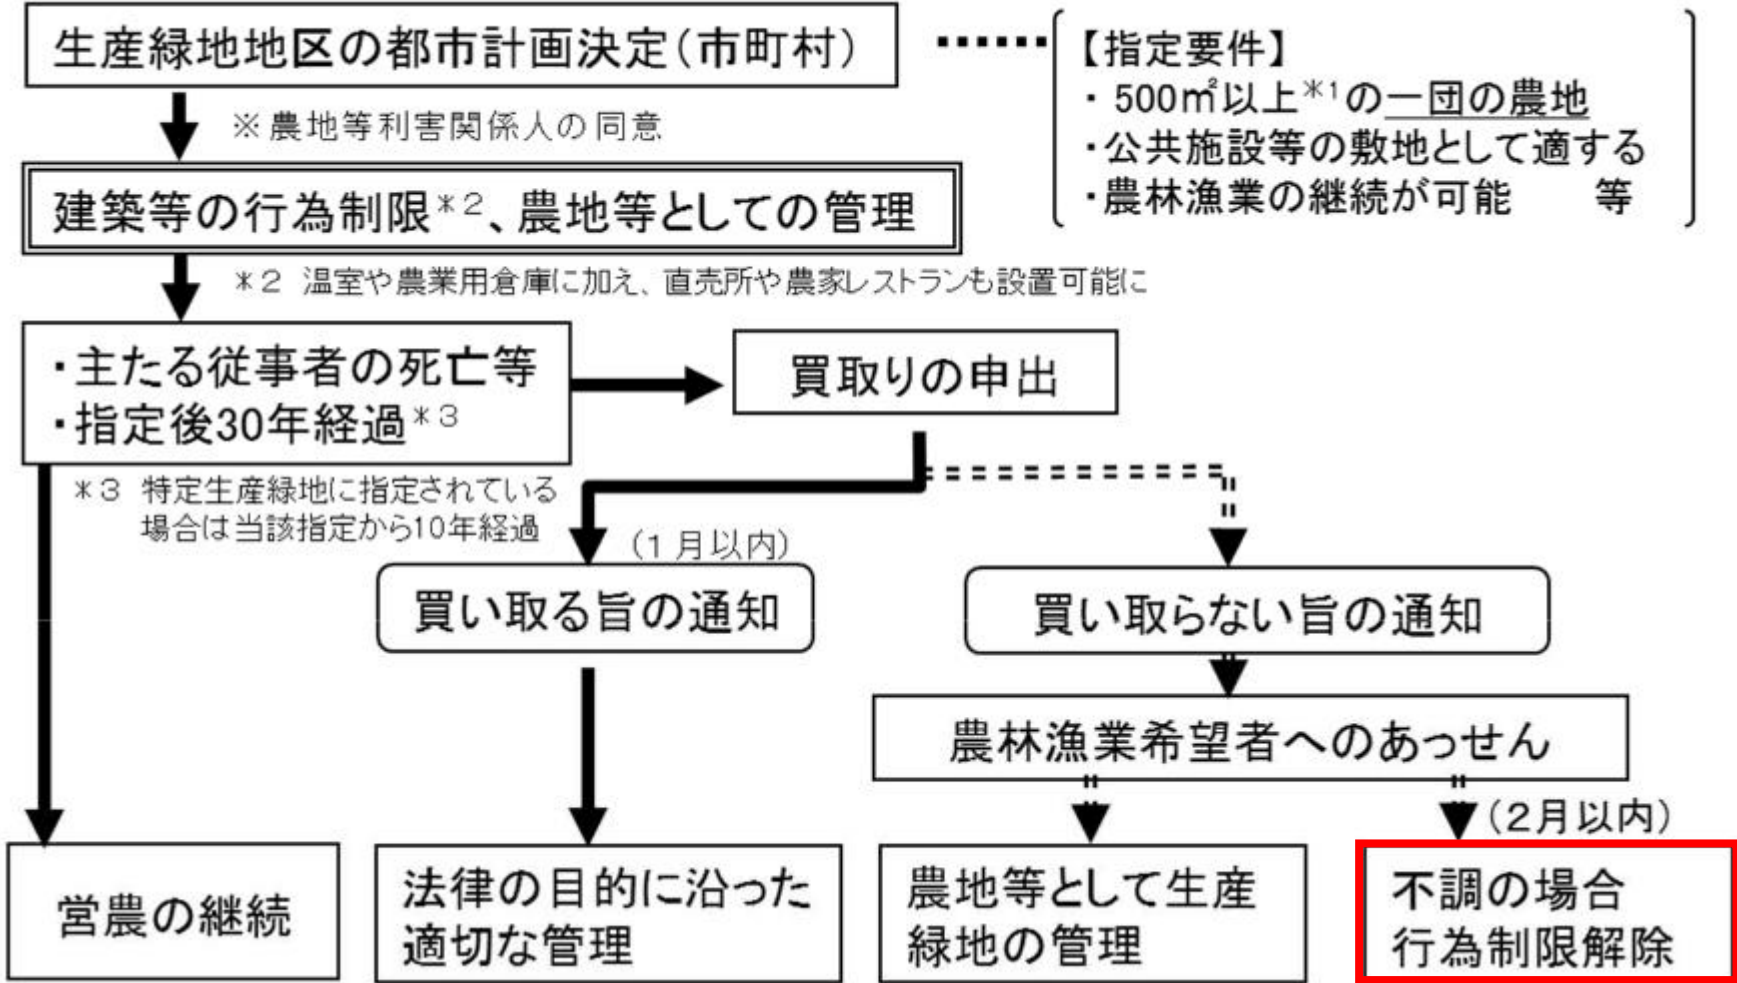 生産緑地地区の都市計画決定(市町村)
【指定要件】
・500㎡以上*1の一団の農地
・公共施設等の敷地として適する
・農林漁業の継続が可能　　等
※農地等利害関係人の同意
建築等の行為制限*2、農地等としての管理
*2 温室や農業用倉庫に加え、直売所や農家レストランも設置可能に
・主たる従事者の死亡等
・指定後30年経過*3
買取りの申出
*3 特定生産緑地に指定されている
場合は当該指定から10年経過
(1月以内)
買い取る旨の通知
買い取らない旨の通知
農林漁業希望者へのあっせん
(2月以内)
営農の継続
法律の目的に沿った
適切な管理
農地等として生産
緑地の管理
不調の場合
行為制限解除